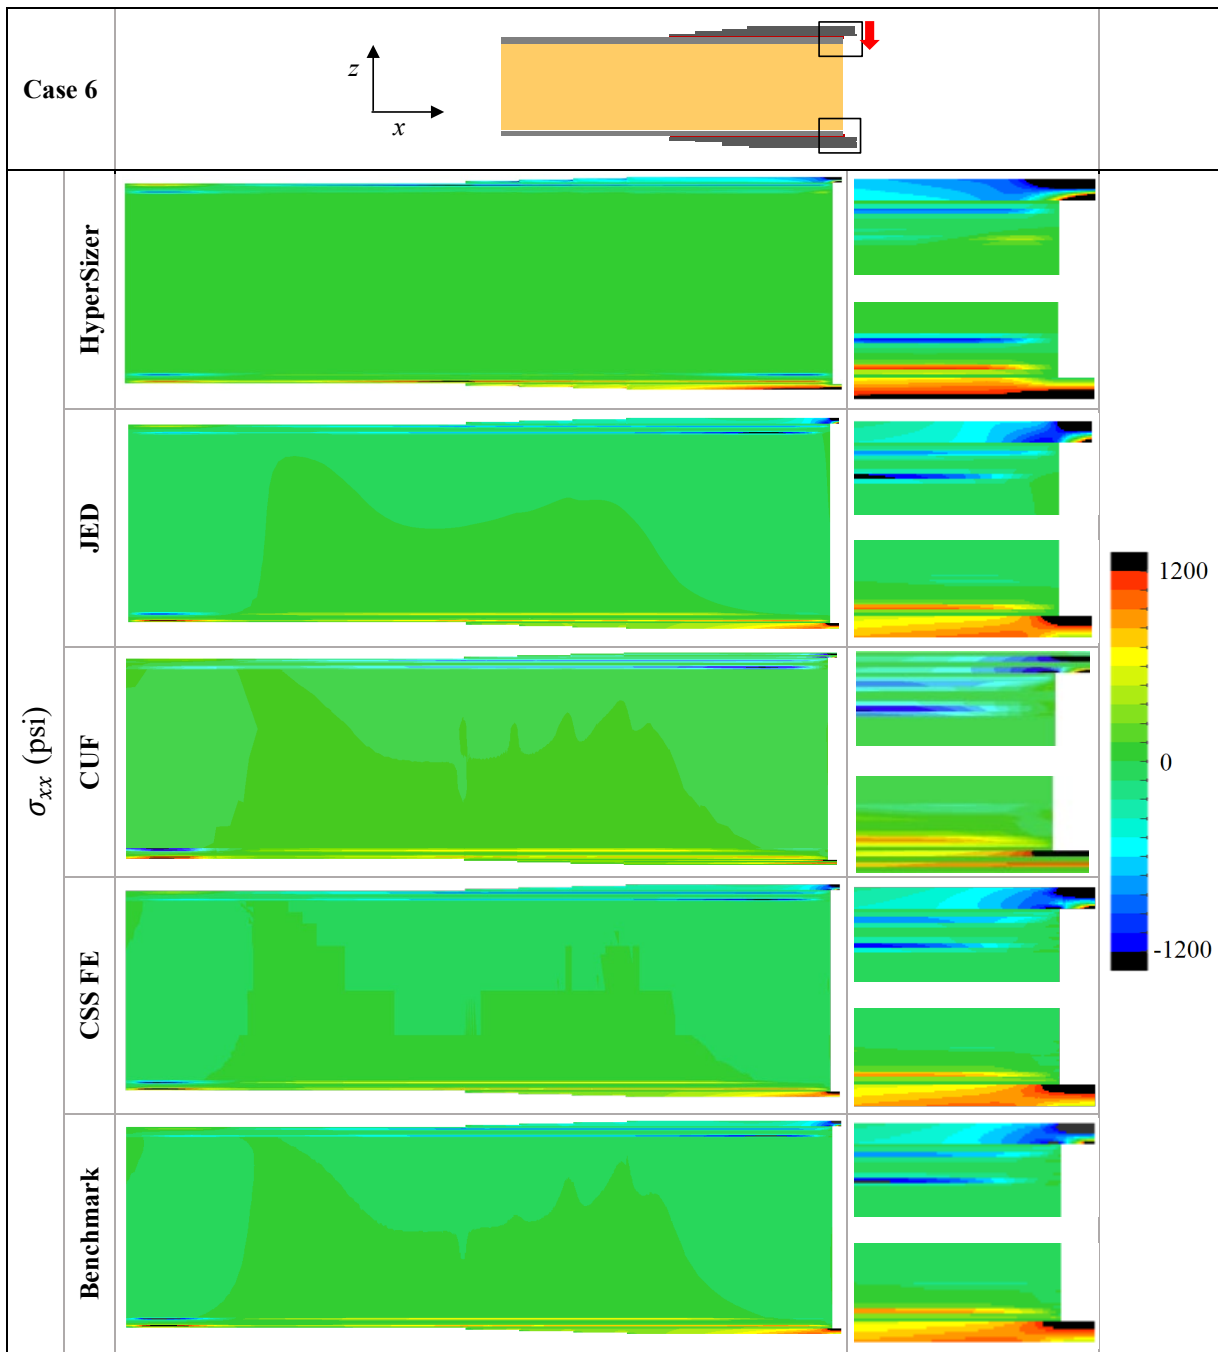 Case 6
z
x
HyperSizer
JED
CUF
CSS FE
Benchmark
σxx (psi)
1200
0
-1200